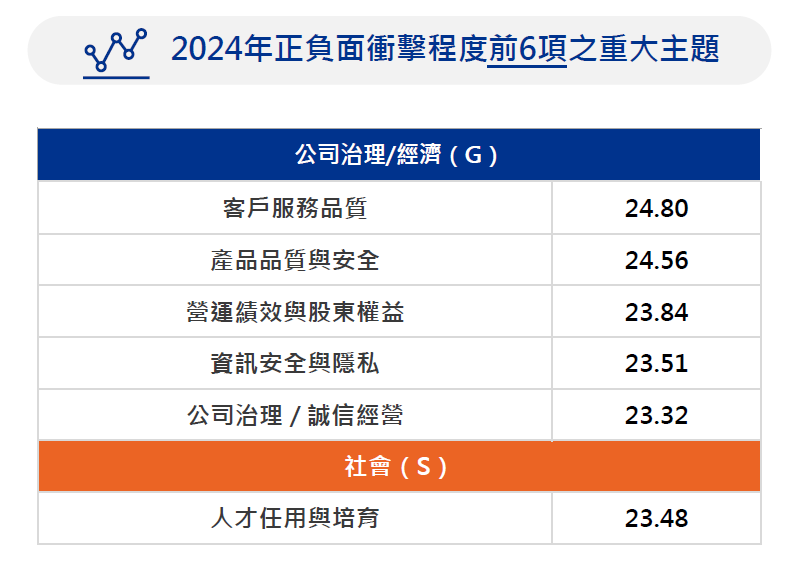 2024年正負面衝擊程度前6項之重大主題
公司治理/經濟（G）
客戶服務品質 24.80
產品品質與安全 24.56
營運績效與股東權益 23.84
資訊安全與隱私 23.51
公司治理 / 誠信經營 23.32
社會（S）
人才任用與培育 23.48